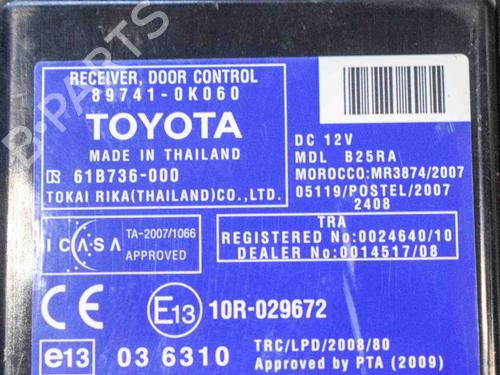 RECEIVER, DOOR CONTROL
89741-0K060
TOYOTA
MADE IN THAILAND
61B736-000
TOKAI RIKA(THAILAND)CO.,LTD.
DC 12V
MDL B25RA
MOROCCO:MR3874/2007
05119/POSTEL/2007
2408
ICASA
TA-2007/1066
APPROVED
TRA
REGISTERED No:0024640/10
DEALER No:0014517/08
CE
E13 10R-029672
e13 03 6310
TRC/LPD/2008/80
Approved by PTA (2009)
B-PARTS